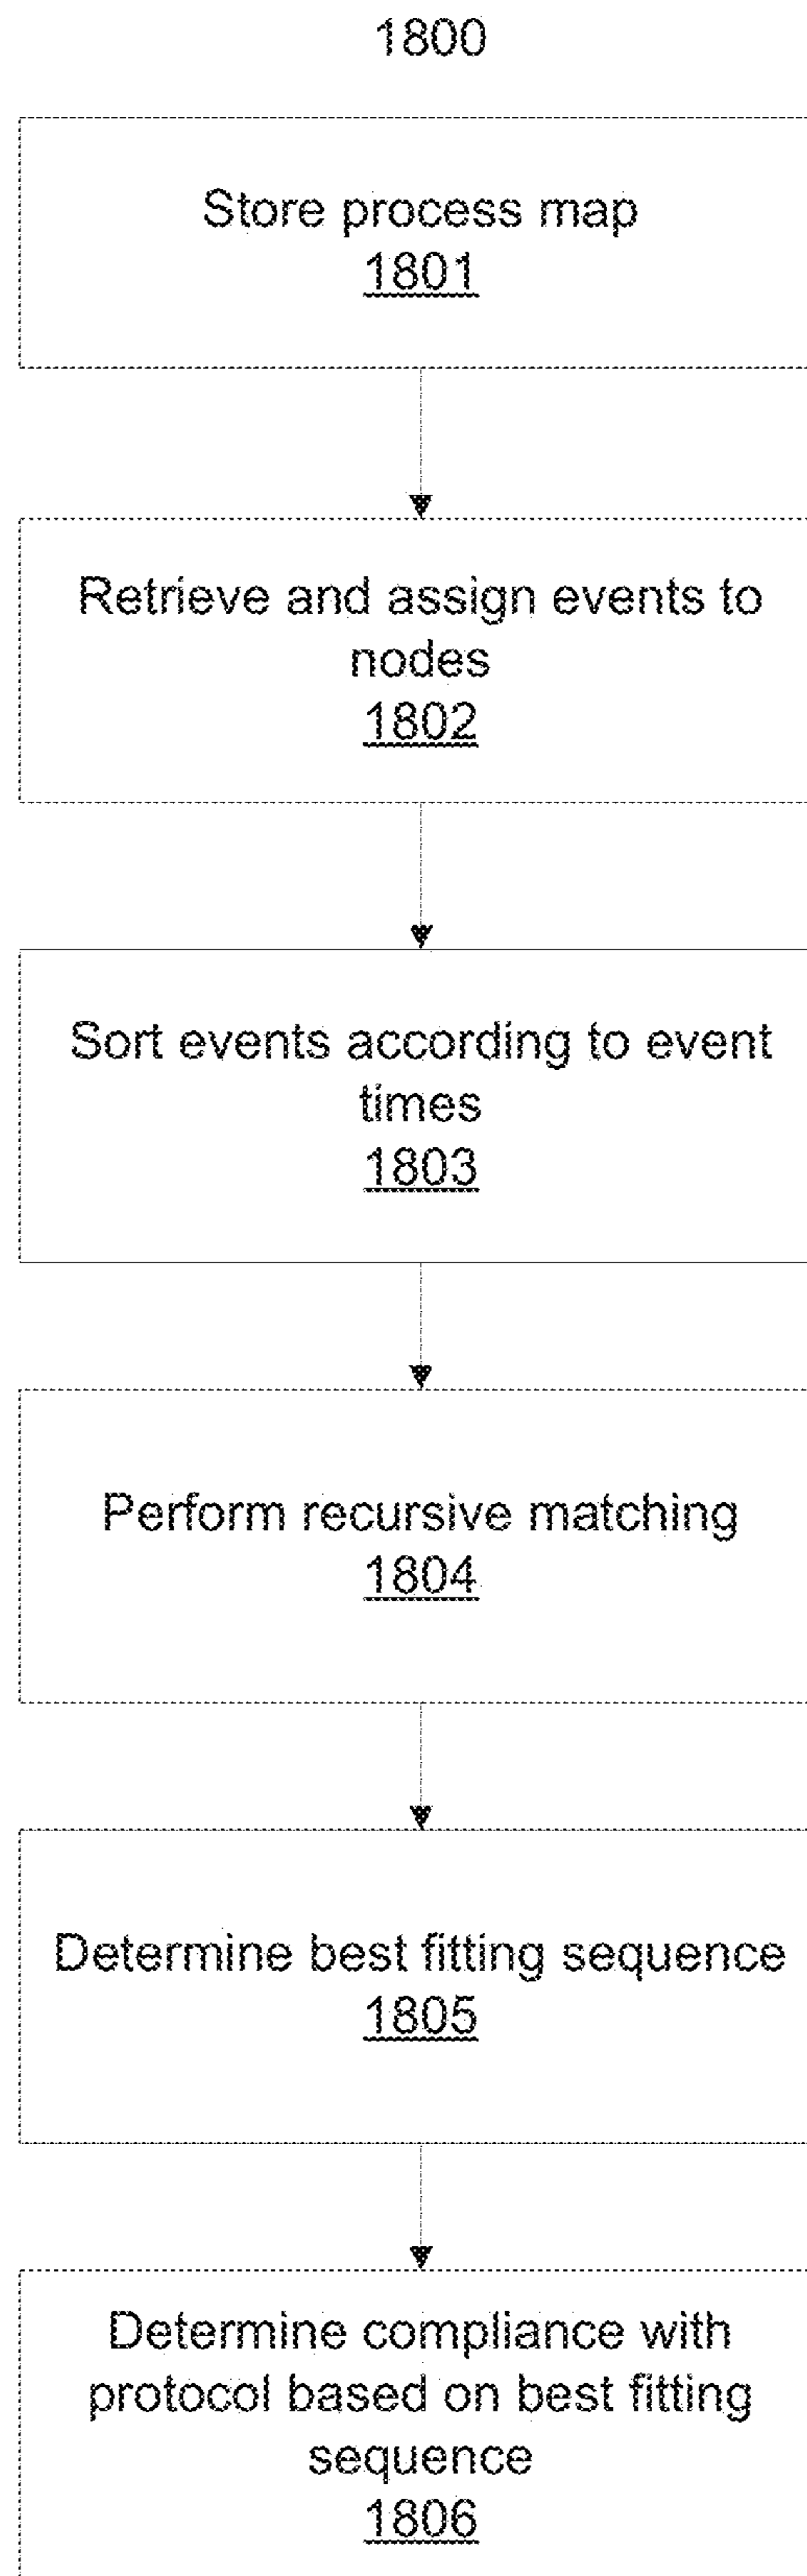 1800
Store process map
1801
Retrieve and assign events to
nodes
1802
Sort events according to event
times
1803
Perform recursive matching
1804
Determine best fitting sequence
1805
Determine compliance with
protocol based on best fitting
sequence
1806